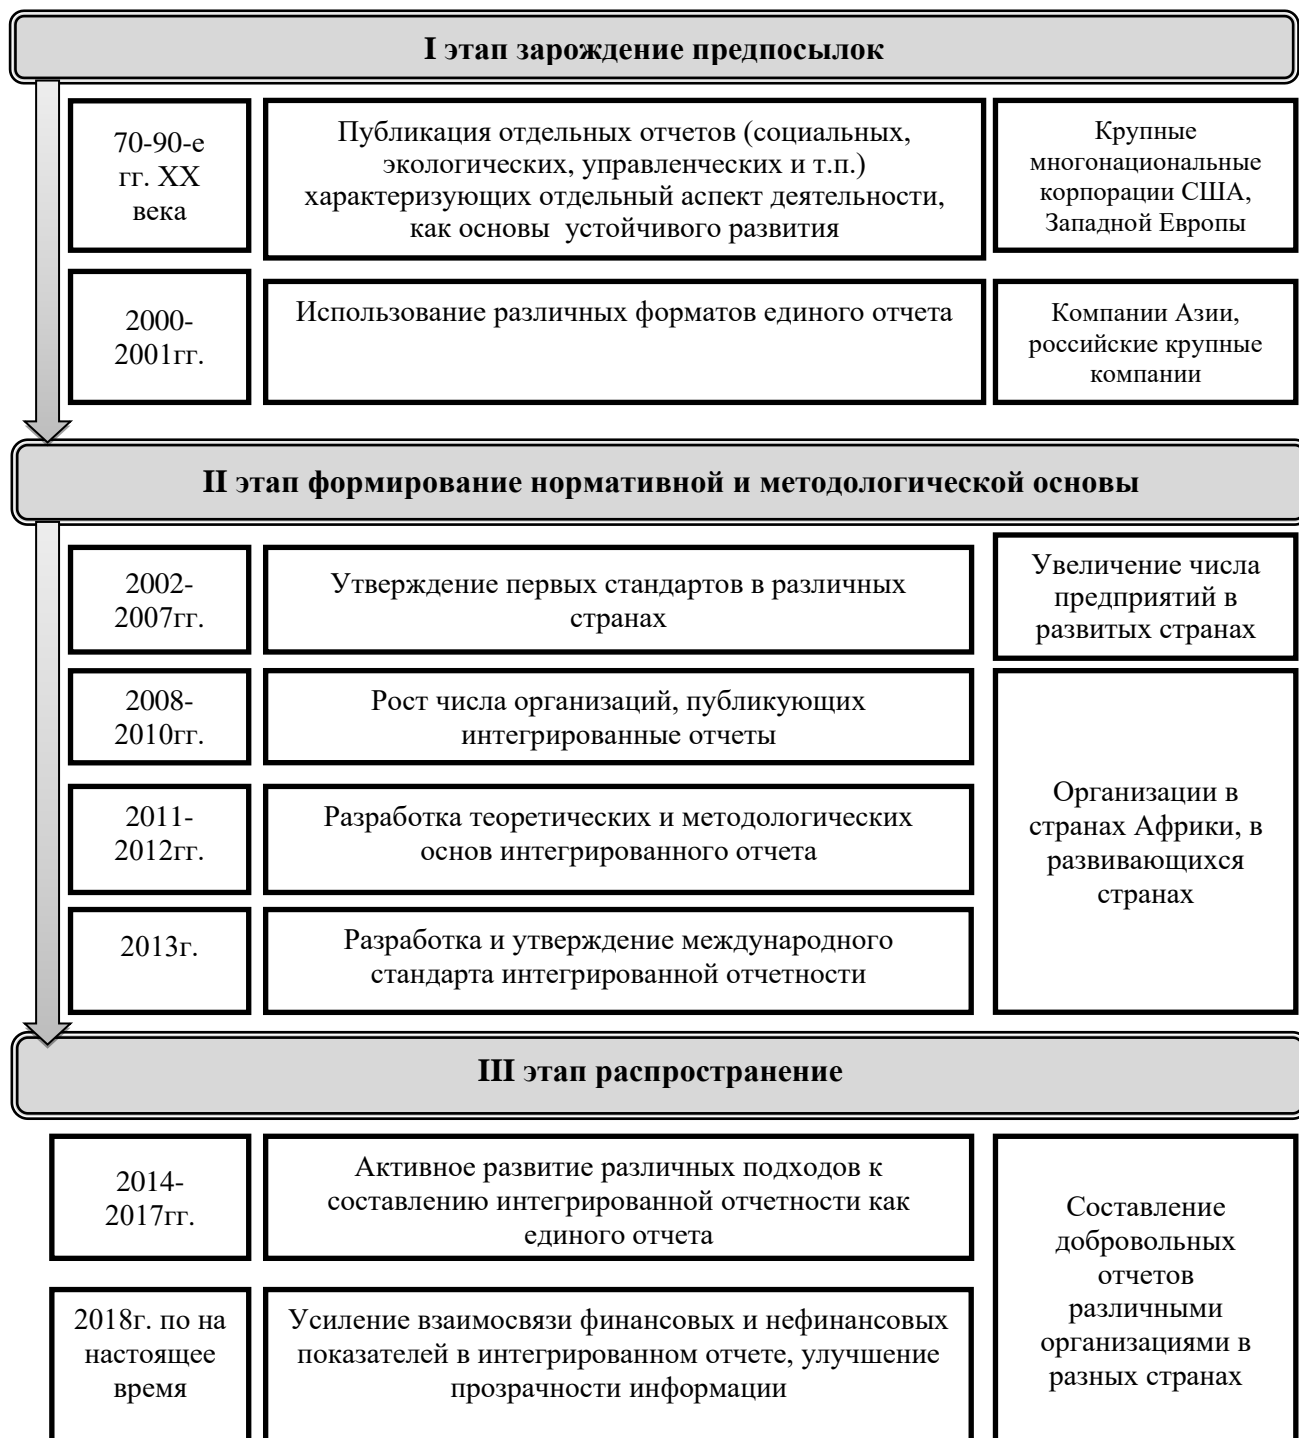 I этап зарождение предпосылок
70-90-е
гг. XX
века
Публикация отдельных отчетов (социальных,
экологических, управленческих и т.п.)
характеризующих отдельный аспект деятельности,
как основы устойчивого развития
Крупные
многонациональные
корпорации США,
Западной Европы
2000-
2001гг.
Использование различных форматов единого отчета
Компании Азии,
российские крупные
компании
II этап формирование нормативной и методологической основы
2002-
2007гг.
Утверждение первых стандартов в различных
странах
Увеличение числа
предприятий в
развитых странах
2008-
2010гг.
Рост числа организаций, публикующих
интегрированные отчеты
Организации в
странах Африки, в
развивающихся
странах
2011-
2012гг.
Разработка теоретических и методологических
основ интегрированного отчета
2013г.
Разработка и утверждение международного
стандарта интегрированной отчетности
III этап распространение
2014-
2017гг.
Активное развитие различных подходов к
составлению интегрированной отчетности как
единого отчета
Составление
добровольных
отчетов
различными
организациями в
разных странах
2018г. по на
настоящее
время
Усиление взаимосвязи финансовых и нефинансовых
показателей в интегрированном отчете, улучшение
прозрачности информации